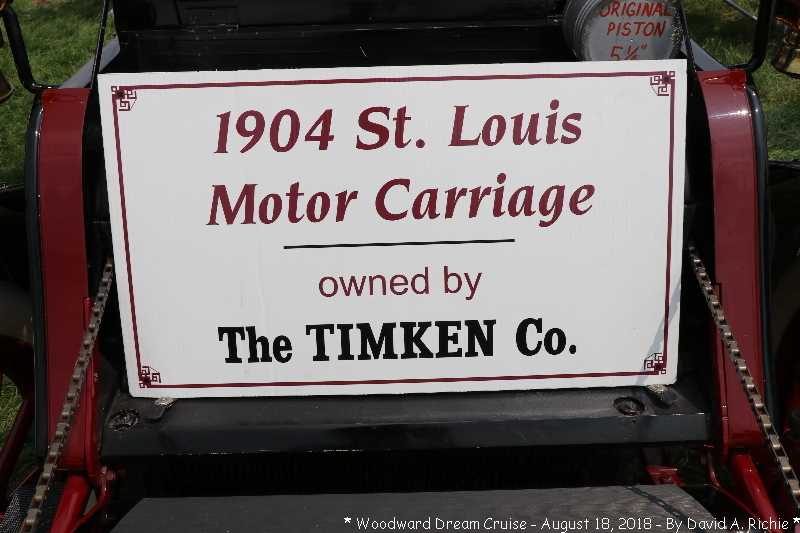 ORIGINAL
PISTON
5¼"
1904 St. Louis
Motor Carriage
owned by
The TIMKEN Co.
* Woodward Dream Cruise - August 18, 2018 - By David A. Richie *